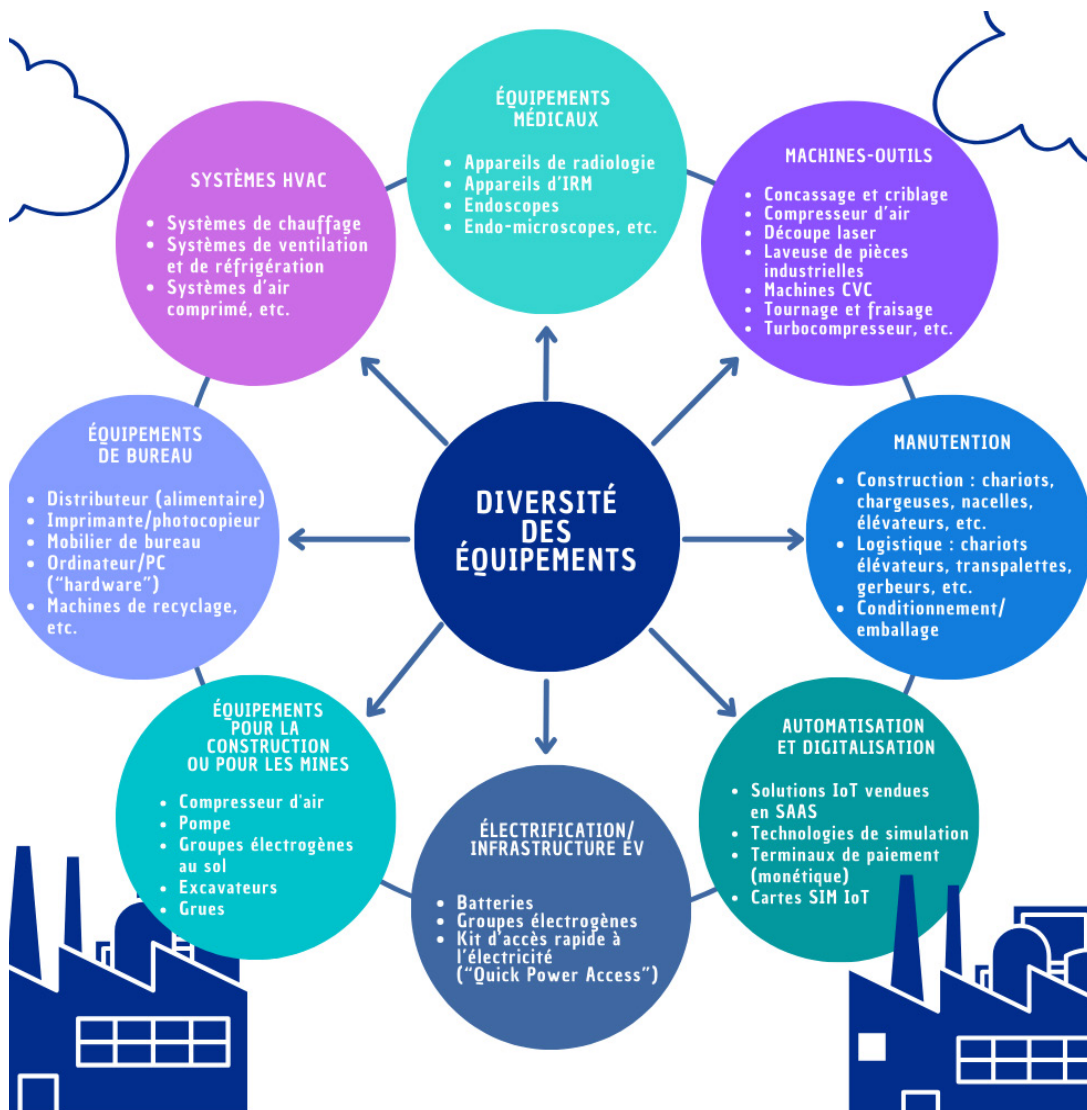 ÉQUIPEMENTS
MÉDICAUX
• Appareils de radiologie
• Appareils d'IRM
• Endoscopes
• Endo-microscopes, etc.
MACHINES-OUTILS
• Concassage et criblage
• Compresseur d'air
• Découpe laser
• Laveuse de pièces
industrielles
• Machines CVC
• Tournage et fraisage
• Turbocompresseur, etc.
SYSTÈMES HVAC
• Systèmes de chauffage
• Systèmes de ventilation
et de réfrigération
• Systèmes d'air
comprimé, etc.
ÉQUIPEMENTS
DE BUREAU
• Distributeur (alimentaire)
• Imprimante/photocopieur
• Mobilier de bureau
• Ordinateur/PC
("hardware")
• Machines de recyclage,
etc.
DIVERSITÉ
DES
ÉQUIPEMENTS
MANUTENTION
• Construction : chariots,
chargeuses, nacelles,
élévateurs, etc.
• Logistique : chariots
élévateurs, transpalettes,
gerbeurs, etc.
• Conditionnement/
emballage
ÉQUIPEMENTS
POUR LA
CONSTRUCTION
OU POUR LES MINES
• Compresseur d'air
• Pompe
• Groupes électrogènes
au sol
• Excavateurs
• Grues
ÉLECTRIFICATION/
INFRASTRUCTURE EV
• Batteries
• Groupes électrogènes
• Kit d'accès rapide à
l'électricité
("Quick Power Access")
AUTOMATISATION
ET DIGITALISATION
• Solutions IoT vendues
en SAAS
• Technologies de simulation
• Terminaux de paiement
(monétique)
• Cartes SIM IoT